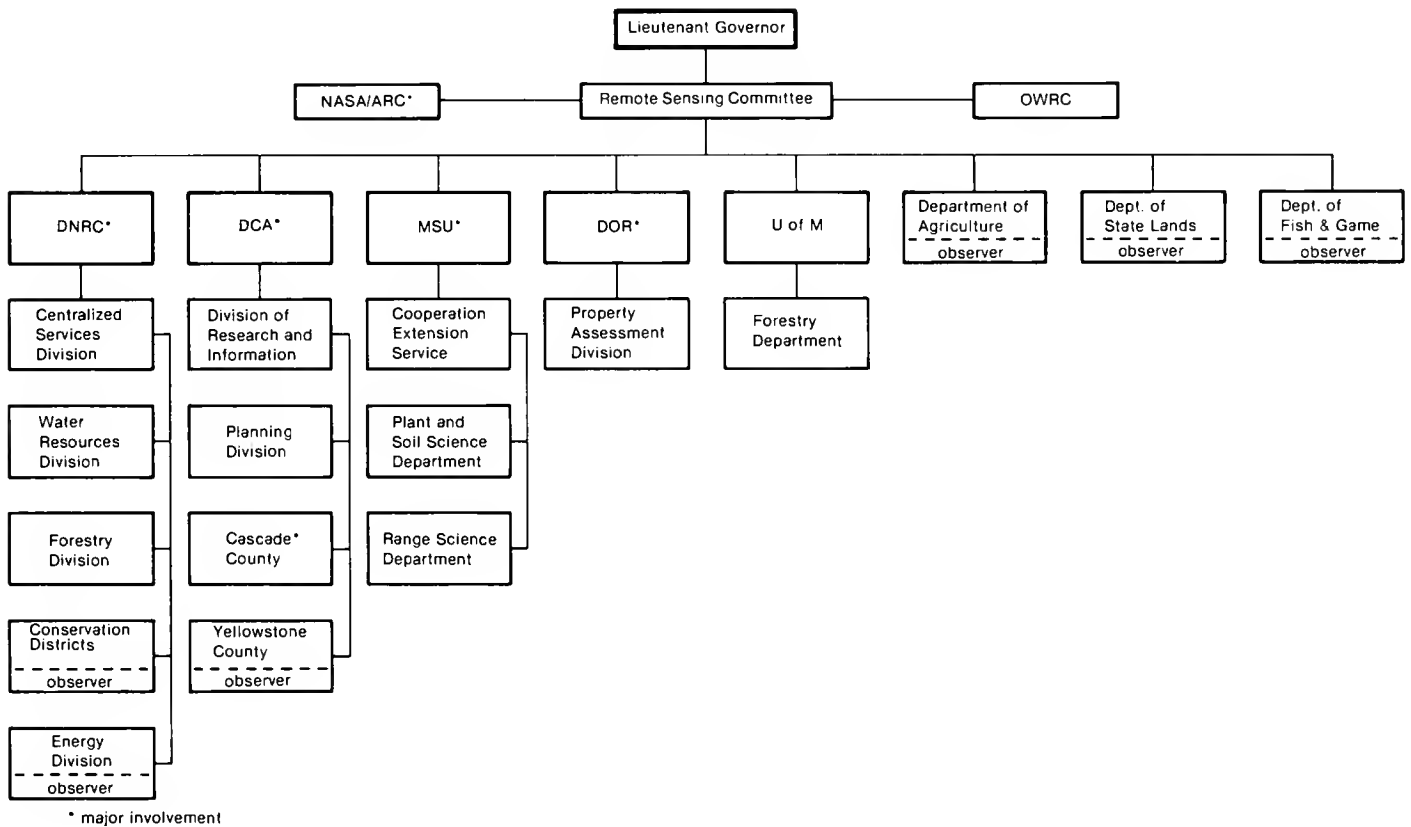 Lieutenant Governor
NASA/ARC*
Remote Sensing Committee
OWRC
DNRC*
DCA*
MSU*
DOR*
U of M
Department of
Agriculture
observer
Dept. of
State Lands
observer
Dept. of
Fish & Game
observer
Centralized
Services
Division
Water
Resources
Division
Forestry
Division
Conservation
Districts
observer
Energy
Division
observer
Division of
Research and
Information
Planning
Division
Cascade*
County
Yellowstone
County
observer
Cooperation
Extension
Service
Plant and
Soil Science
Department
Range Science
Department
Property
Assessment
Division
Forestry
Department
* major involvement